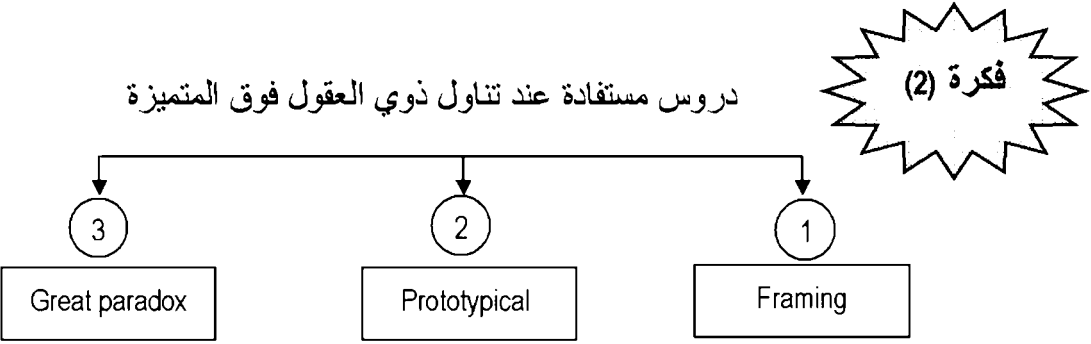 فكرة (2)
دروس مستفادة عند تناول ذوي العقول فوق المتميزة
1
2
3
Framing
Prototypical
Great paradox